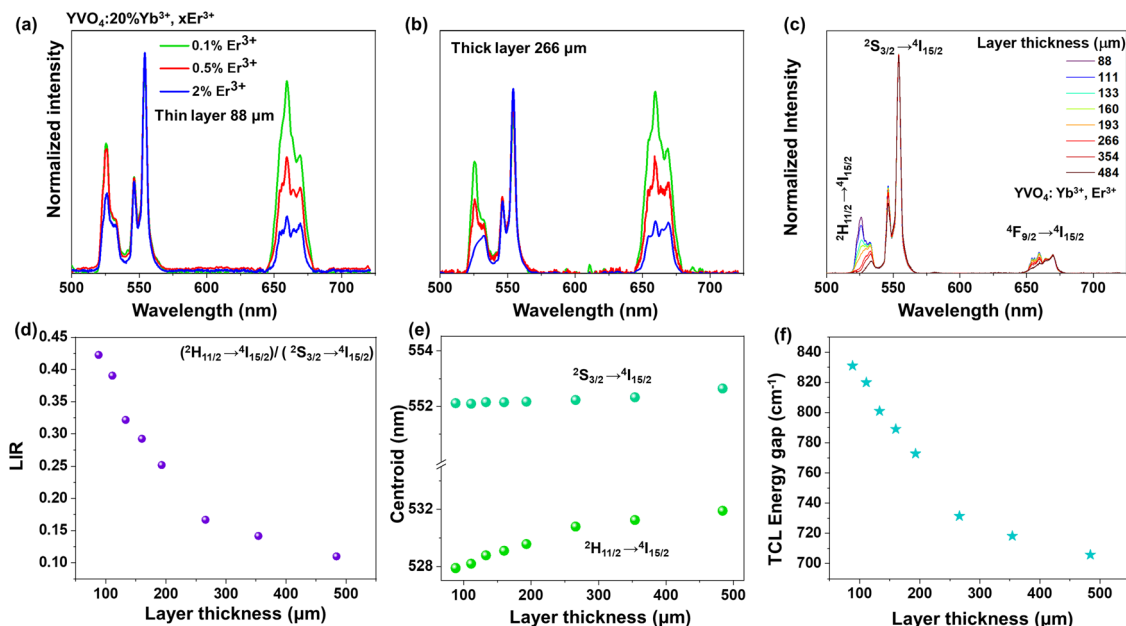 (a)
YVO₄:20%Yb³⁺, xEr³⁺
0.1% Er³⁺
0.5% Er³⁺
2% Er³⁺
Thin layer 88 μm
Normalized intensity
500 550 600 650 700
Wavelength (nm)
(b)
Thick layer 266 μm
500 550 600 650 700
Wavelength (nm)
(c)
²S₃/₂→⁴I₁₅/₂
Layer thickness (μm)
88
111
133
160
193
266
354
484
YVO₄: Yb³⁺, Er³⁺
²H₁₁/₂→⁴I₁₅/₂
⁴F₉/₂→⁴I₁₅/₂
Normalized Intensity
500 550 600 650 700
Wavelength (nm)
(d)
(²H₁₁/₂→⁴I₁₅/₂)/ ( ²S₃/₂→⁴I₁₅/₂)
LIR
0.45
0.40
0.35
0.30
0.25
0.20
0.15
0.10
100 200 300 400 500
Layer thickness (μm)
(e)
²S₃/₂→⁴I₁₅/₂
²H₁₁/₂→⁴I₁₅/₂
Centroid (nm)
554
552
531
528
100 200 300 400 500
Layer thickness (μm)
(f)
TCL Energy gap (cm⁻¹)
840
820
800
780
760
740
720
700
100 200 300 400 500
Layer thickness (μm)